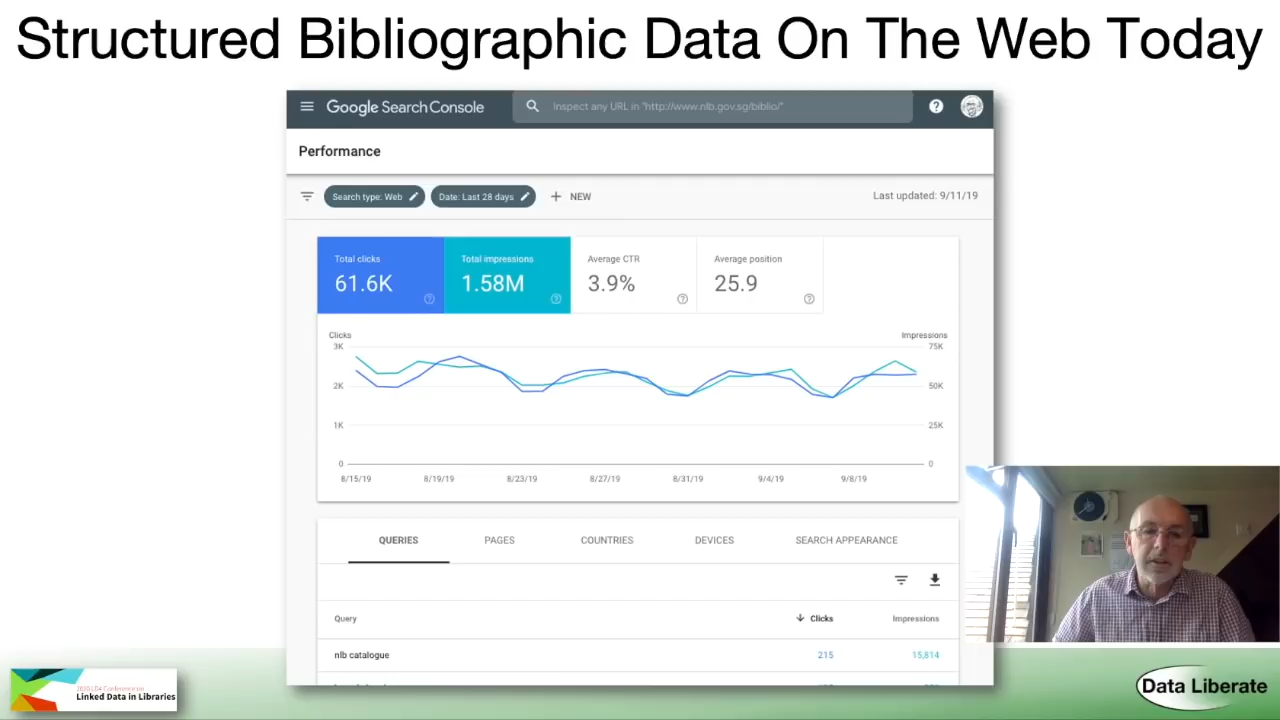 Structured Bibliographic Data On The Web Today
Google Search Console
Inspect any URL in "http://www.nlb.gov.sg/biblio/"
Performance
Search type: Web
Date: Last 28 days
NEW
Last updated: 9/11/19
Total clicks
61.6K
Total impressions
1.58M
Average CTR
3.9%
Average position
25.9
Clicks
Impressions
3K
75K
2K
50K
1K
25K
0
0
8/15/19 8/19/19 8/23/19 8/27/19 8/31/19 9/4/19 9/8/19
QUERIES PAGES COUNTRIES DEVICES SEARCH APPEARANCE
Query Clicks Impressions
nlb catalogue 215 15,814
2020 LD4 Conference on
Linked Data in Libraries
Data Liberate